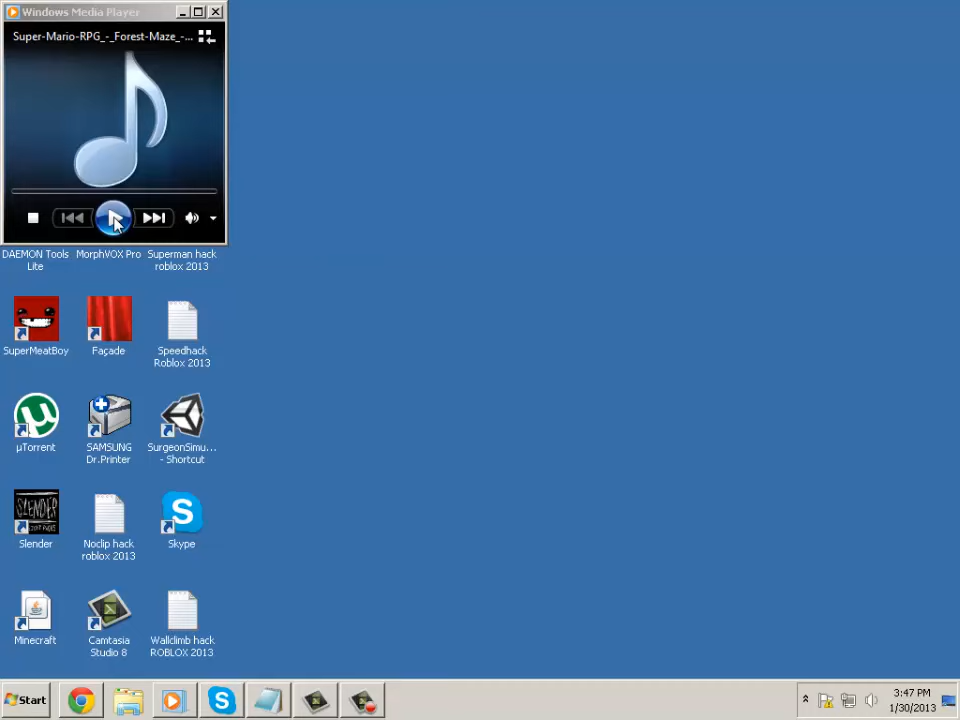 Windows Media Player
Super-Mario-RPG_-_Forest-Maze_-...
DAEMON Tools Lite
MorphVOX Pro
Superman hack roblox 2013
SuperMeatBoy
Façade
Speedhack Roblox 2013
µTorrent
SAMSUNG Dr.Printer
SurgeonSimu... - Shortcut
SLENDER
Slender
Noclip hack roblox 2013
Skype
Minecraft
Camtasia Studio 8
Wallclimb hack ROBLOX 2013
Start
3:47 PM
1/30/2013